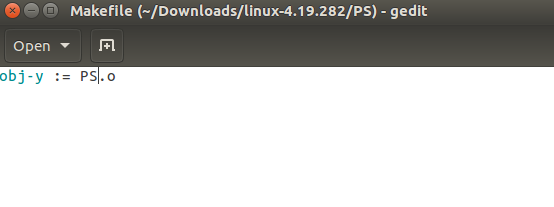 Makefile (~/Downloads/linux-4.19.282/PS) - gedit
Open
obj-y := PS.o